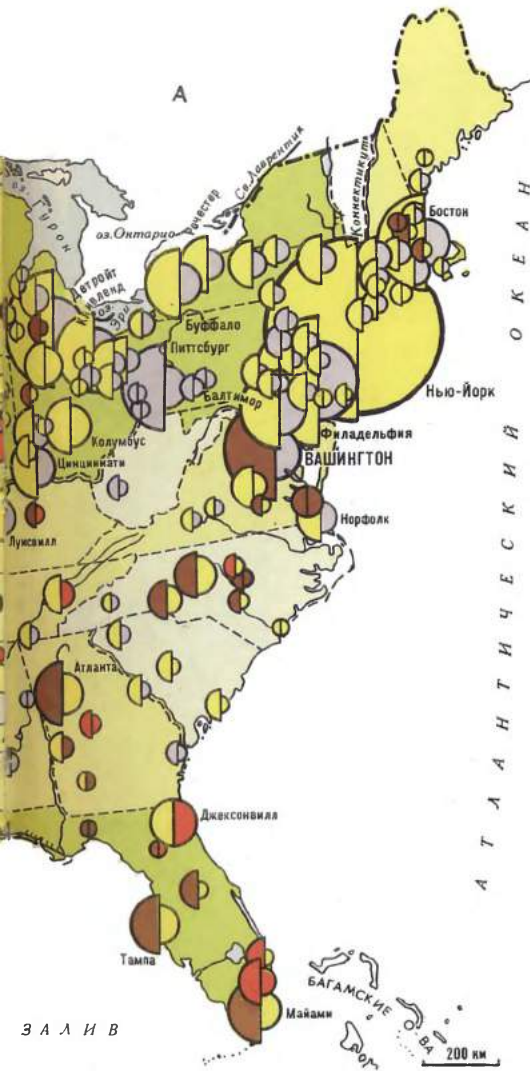 А
Св. Лаврентия
Рочестер
оз. Онтарио
Коннектикут
Бостон
оз.
Гурон
Детройт
Кливленд
оз. Эри
Буффало
Питтсбург
Нью-Йорк
Балтимор
Колумбус
Филадельфия
Цинциннати
ВАШИНГТОН
Луисвилл
Норфолк
Атланта
Джексонвилл
Тампа
Майами
БАГАМСКИЕ
О-ВА
АТЛАНТИЧЕСКИЙ ОКЕАН
ЗАЛИВ
200 км